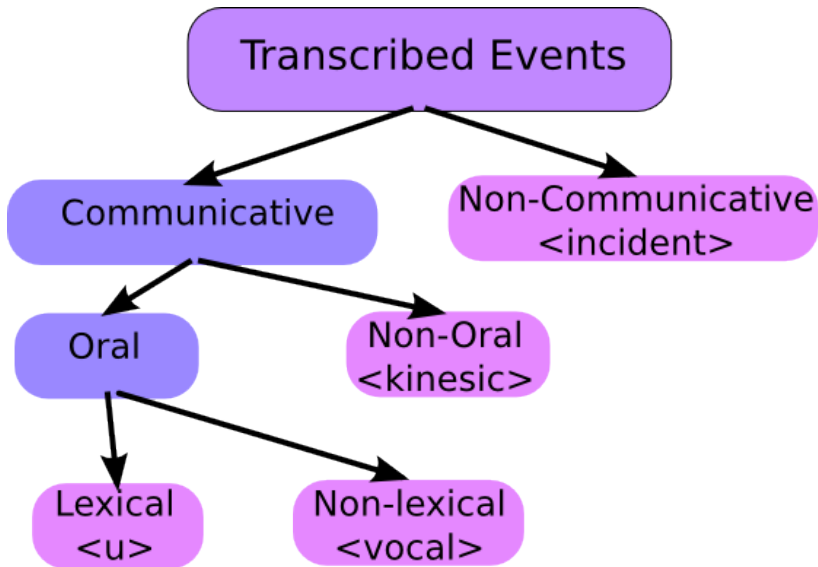 Transcribed Events
Communicative
Non-Communicative
<incident>
Oral
Non-Oral
<kinesic>
Lexical
<u>
Non-lexical
<vocal>